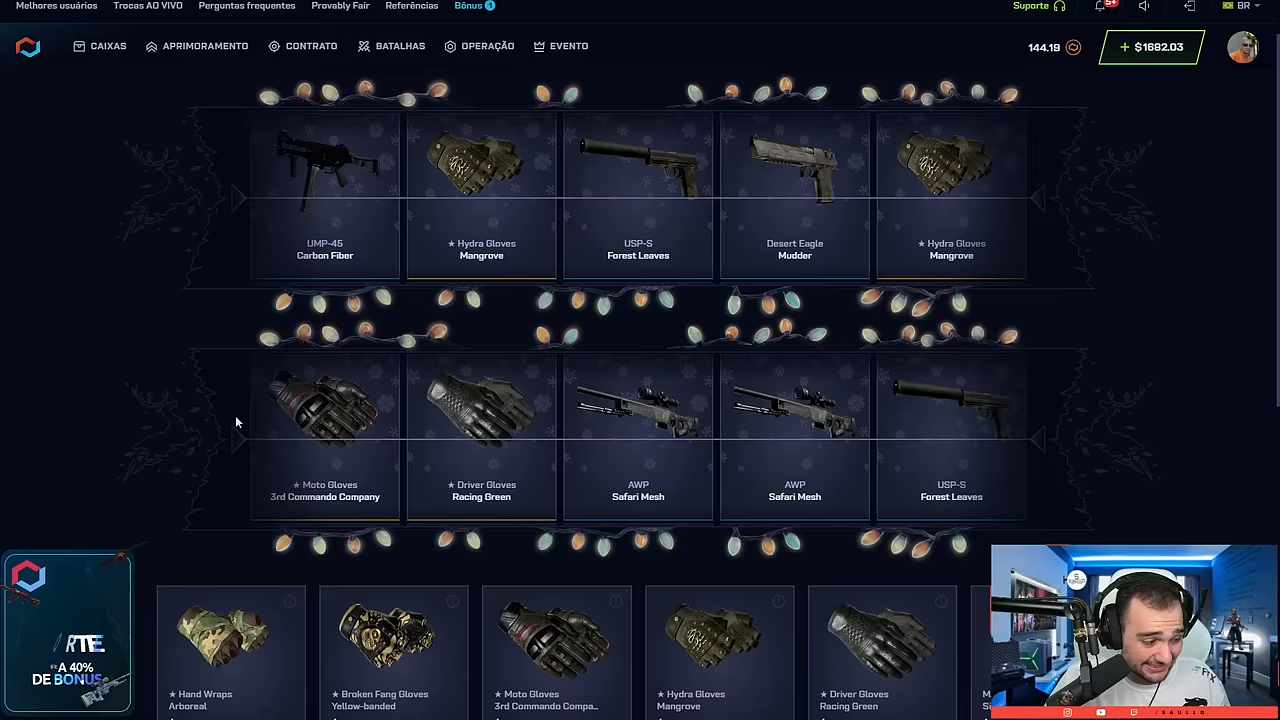 Melhores usuários Trocas AO VIVO Perguntas frequentes Provably Fair Referências Bônus 1 Suporte 5+ BR
CAIXAS APRIMORAMENTO CONTRATO BATALHAS OPERAÇÃO EVENTO 144.19 + $1682.03
UMP-45 ★ Hydra Gloves USP-S Desert Eagle ★ Hydra Gloves
Carbon Fiber Mangrove Forest Leaves Mudder Mangrove
★ Moto Gloves ★ Driver Gloves AWP AWP USP-S
3rd Commando Company Racing Green Safari Mesh Safari Mesh Forest Leaves
RTE
A 40%
DE BONUS
★ Hand Wraps ★ Broken Fang Gloves ★ Moto Gloves ★ Hydra Gloves ★ Driver Gloves
Arboreal Yellow-banded 3rd Commando Compa... Mangrove Racing Green
/SAULLO